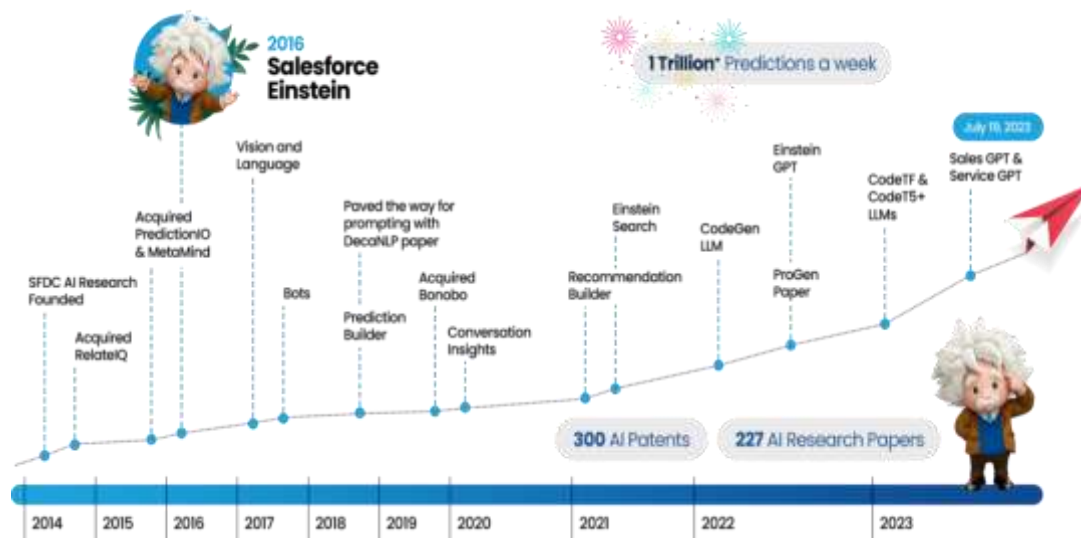 2016
Salesforce
Einstein
1 Trillion* Predictions a week
July 19, 2023
Vision and
Language
Einstein
GPT
Sales GPT &
Service GPT
CodeTF &
CodeT5+
LLMs
Paved the way for
prompting with
DecaNLP paper
Einstein
Search
Acquired
PredictionIO
& MetaMind
CodeGen
LLM
SFDC AI Research
Founded
Bots
Acquired
Bonobo
Recommendation
Builder
ProGen
Paper
Acquired
RelateIQ
Prediction
Builder
Conversation
Insights
300 AI Patents
227 AI Research Papers
2014
2015
2016
2017
2018
2019
2020
2021
2022
2023